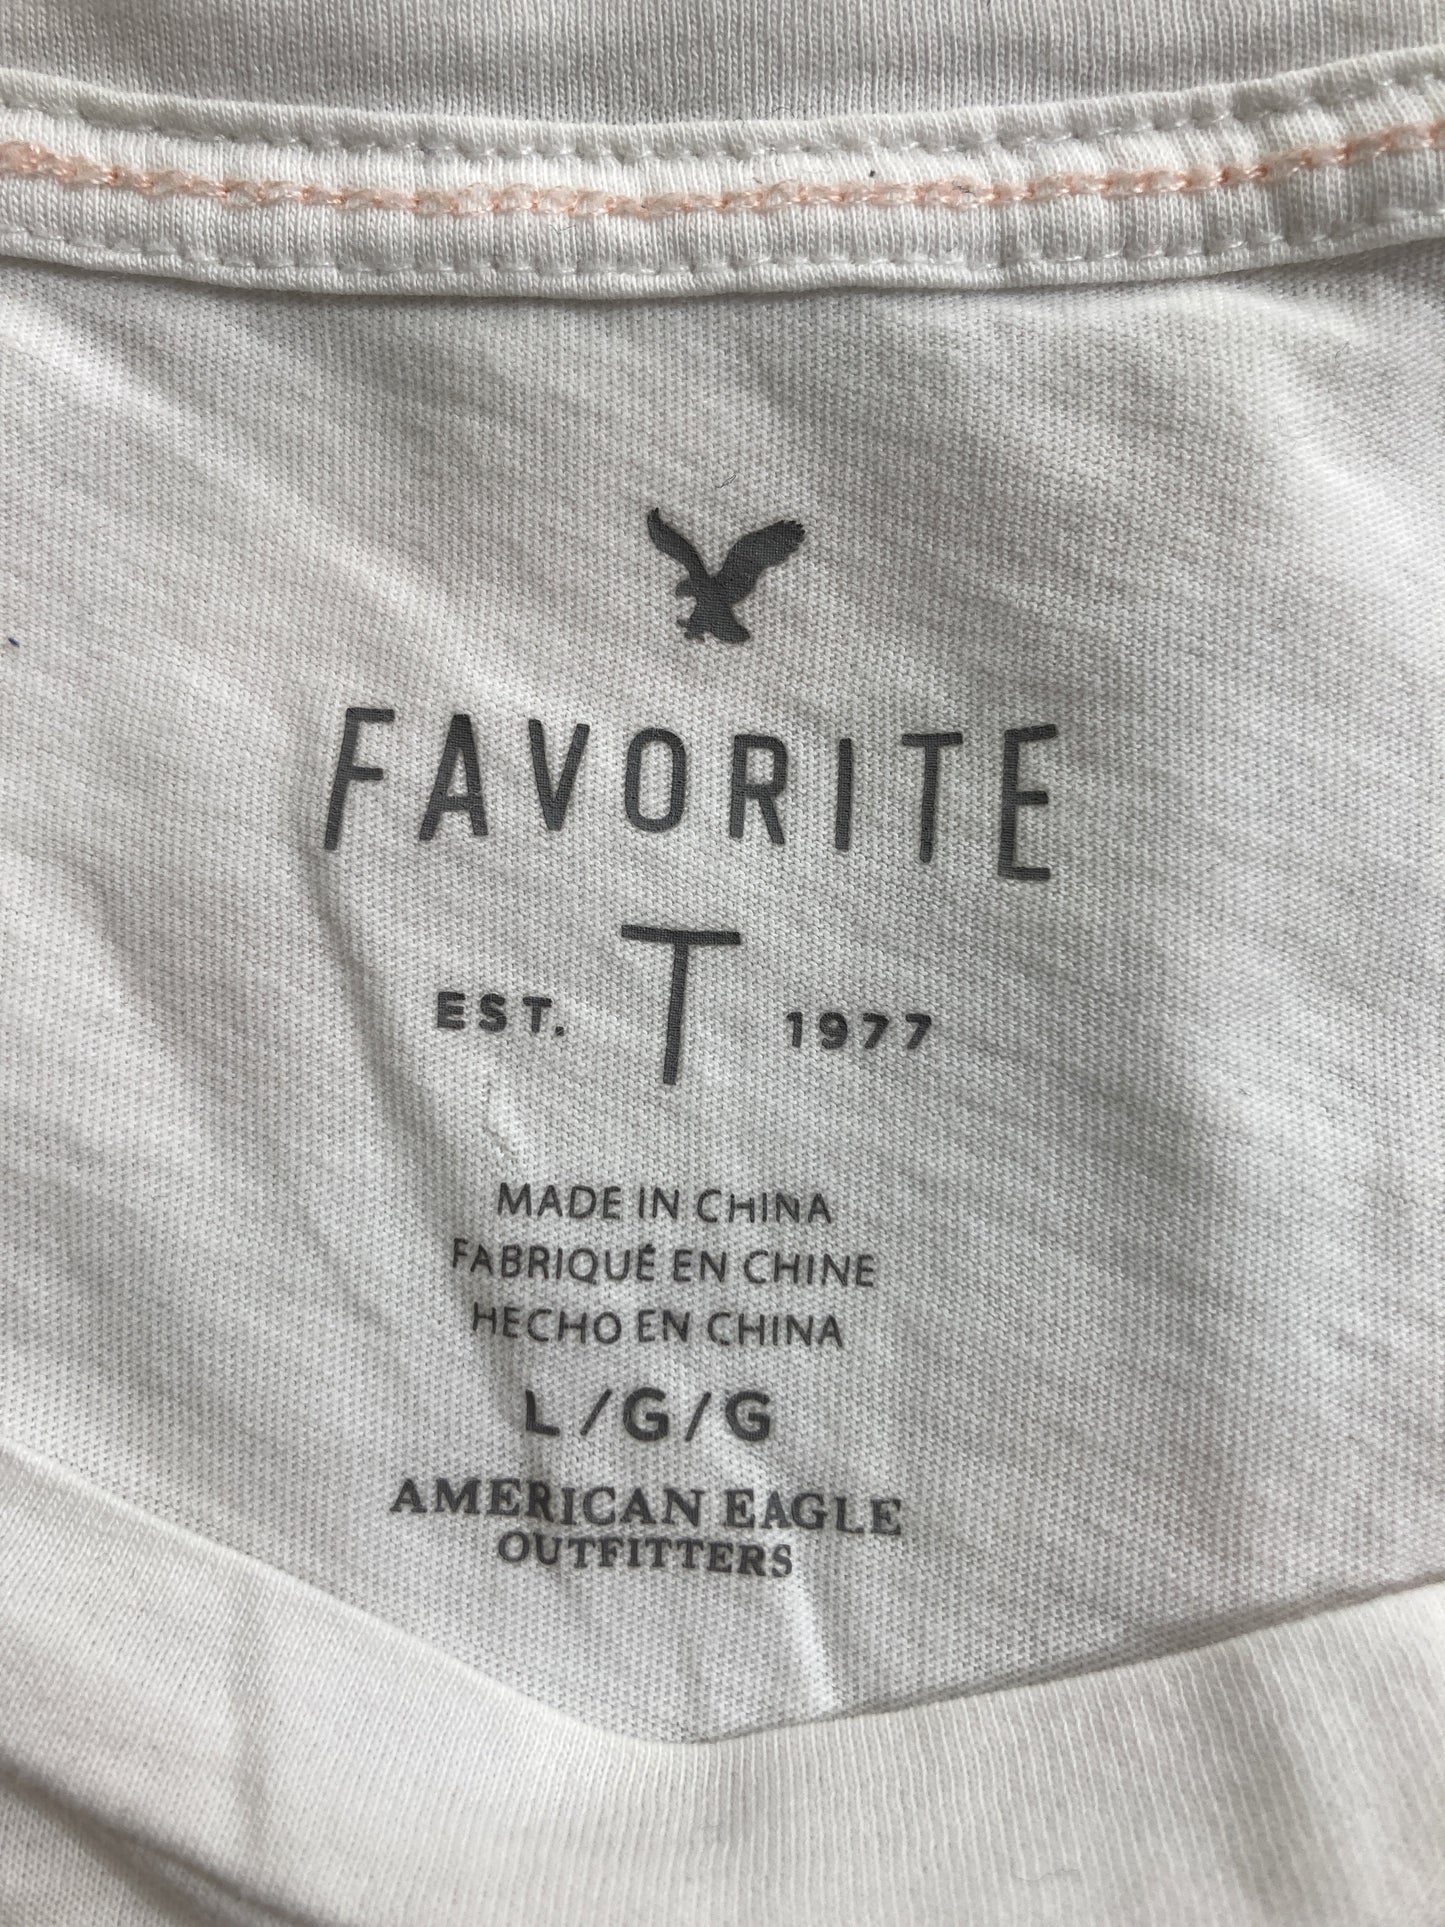 FAVORITE
EST. T 1977
MADE IN CHINA
FABRIQUÉ EN CHINE
HECHO EN CHINA
L/G/G
AMERICAN EAGLE
OUTFITTERS